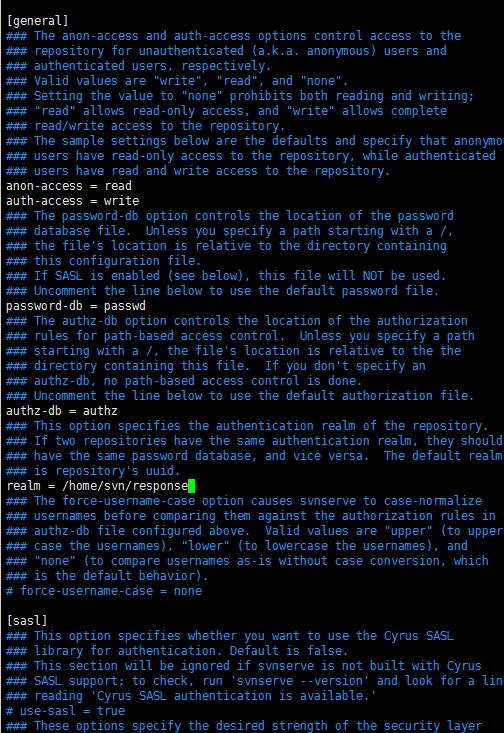 [general]
### The anon-access and auth-access options control access to the
### repository for unauthenticated (a.k.a. anonymous) users and
### authenticated users, respectively.
### Valid values are "write", "read", and "none".
### Setting the value to "none" prohibits both reading and writing;
### "read" allows read-only access, and "write" allows complete
### read/write access to the repository.
### The sample settings below are the defaults and specify that anonymo
### users have read-only access to the repository, while authenticated
### users have read and write access to the repository.
anon-access = read
auth-access = write
### The password-db option controls the location of the password
### database file.  Unless you specify a path starting with a /,
### the file's location is relative to the directory containing
### this configuration file.
### If SASL is enabled (see below), this file will NOT be used.
### Uncomment the line below to use the default password file.
password-db = passwd
### The authz-db option controls the location of the authorization
### rules for path-based access control.  Unless you specify a path
### starting with a /, the file's location is relative to the the
### directory containing this file.  If you don't specify an
### authz-db, no path-based access control is done.
### Uncomment the line below to use the default authorization file.
authz-db = authz
### This option specifies the authentication realm of the repository.
### If two repositories have the same authentication realm, they should
### have the same password database, and vice versa.  The default realm
### is repository's uuid.
realm = /home/svn/response
### The force-username-case option causes svnserve to case-normalize
### usernames before comparing them against the authorization rules in
### authz-db file configured above.  Valid values are "upper" (to upper
### case the usernames), "lower" (to lowercase the usernames), and
### "none" (to compare usernames as-is without case conversion, which
### is the default behavior).
# force-username-case = none
[sasl]
### This option specifies whether you want to use the Cyrus SASL
### library for authentication. Default is false.
### This section will be ignored if svnserve is not built with Cyrus
### SASL support; to check, run 'svnserve --version' and look for a lin
### reading 'Cyrus SASL authentication is available.'
# use-sasl = true
### These options specify the desired strength of the security layer